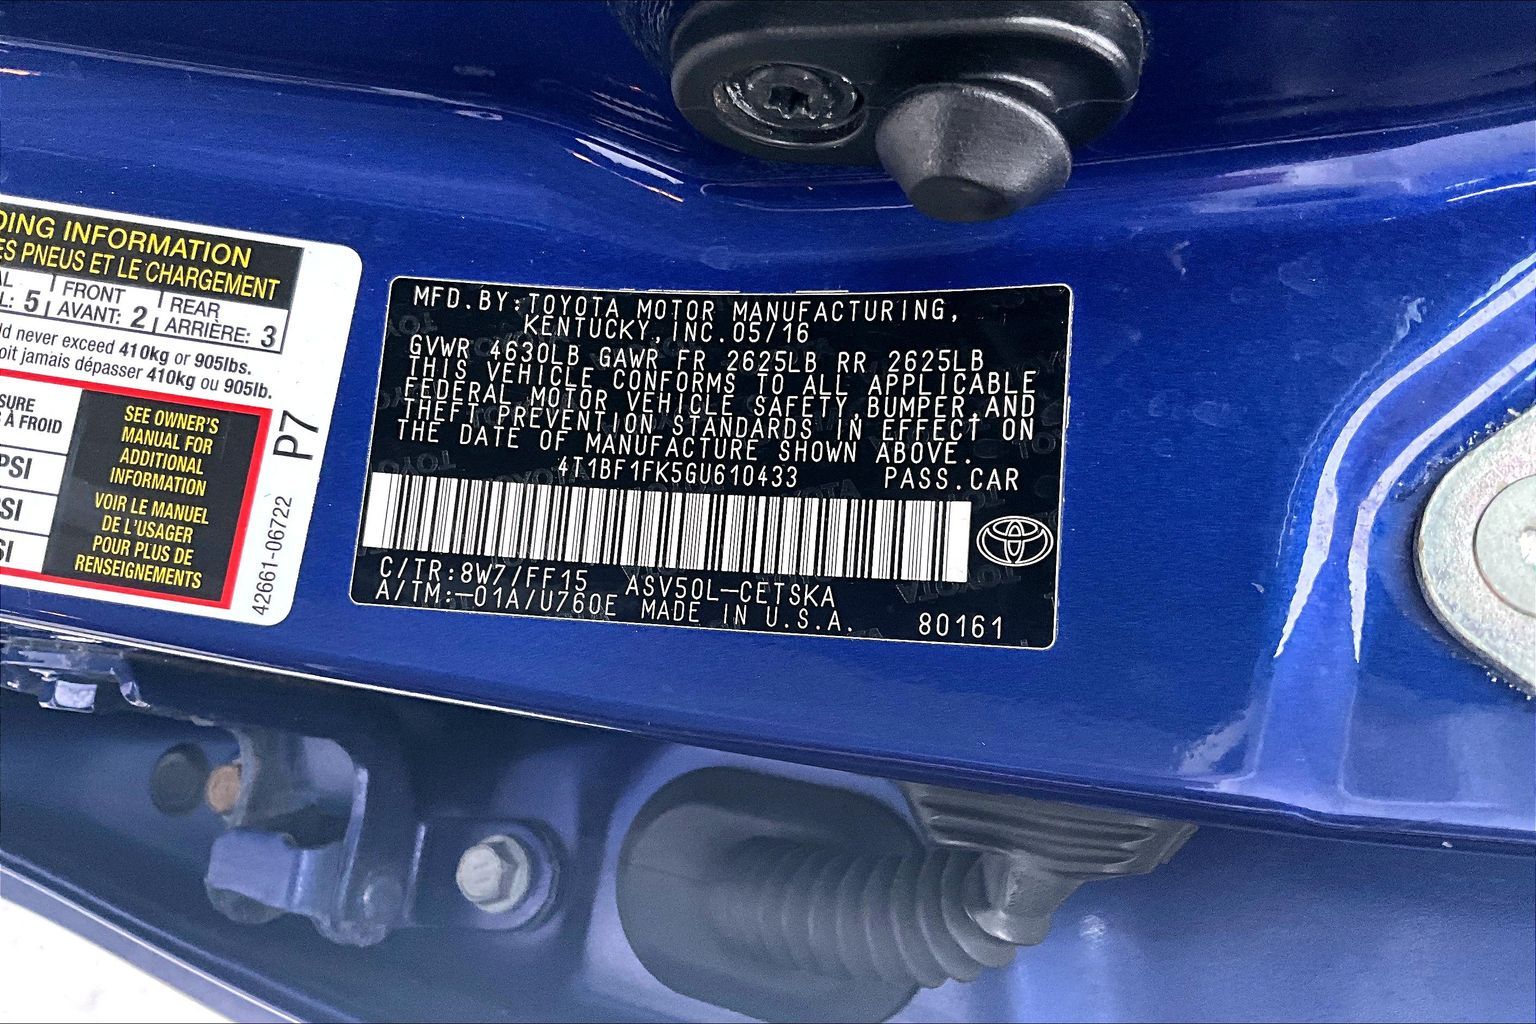 DING INFORMATION
ES PNEUS ET LE CHARGEMENT
AL FRONT REAR
L: 5 AVANT: 2 ARRIÈRE: 3
ld never exceed 410kg or 905lbs.
oit jamais dépasser 410kg ou 905lb.
SURE
À FROID
PSI
SI
SI
SEE OWNER'S
MANUAL FOR
ADDITIONAL
INFORMATION
VOIR LE MANUEL
DE L'USAGER
POUR PLUS DE
RENSEIGNEMENTS
P7
42661-06722
MFD.BY:TOYOTA MOTOR MANUFACTURING,
KENTUCKY,INC.05/16
GVWR 4630LB GAWR FR 2625LB RR 2625LB
THIS VEHICLE CONFORMS TO ALL APPLICABLE
FEDERAL MOTOR VEHICLE SAFETY,BUMPER,AND
THEFT PREVENTION STANDARDS IN EFFECT ON
THE DATE OF MANUFACTURE SHOWN ABOVE.
4T1BF1FK5GU610433 PASS.CAR
C/TR:8W7/FF15 ASV50L-CETSKA
A/TM:-01A/U760E MADE IN U.S.A. 80161